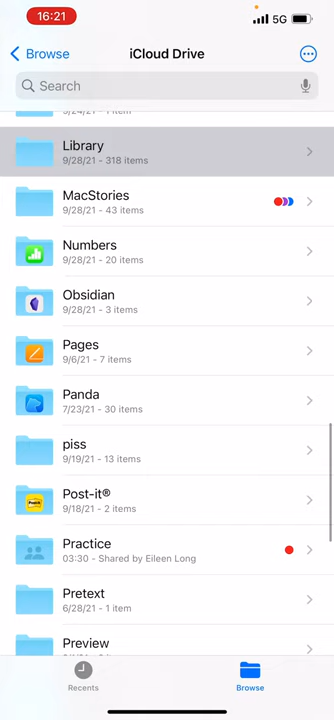 16:21
5G
Browse
iCloud Drive
Search
Library
9/28/21 - 318 items
MacStories
9/28/21 - 43 items
Numbers
9/28/21 - 20 items
Obsidian
9/28/21 - 3 items
Pages
9/6/21 - 7 items
Panda
7/23/21 - 30 items
piss
9/19/21 - 13 items
Post-it®
9/18/21 - 2 items
Practice
03:30 - Shared by Eileen Long
Pretext
6/28/21 - 1 item
Preview
Recents
Browse